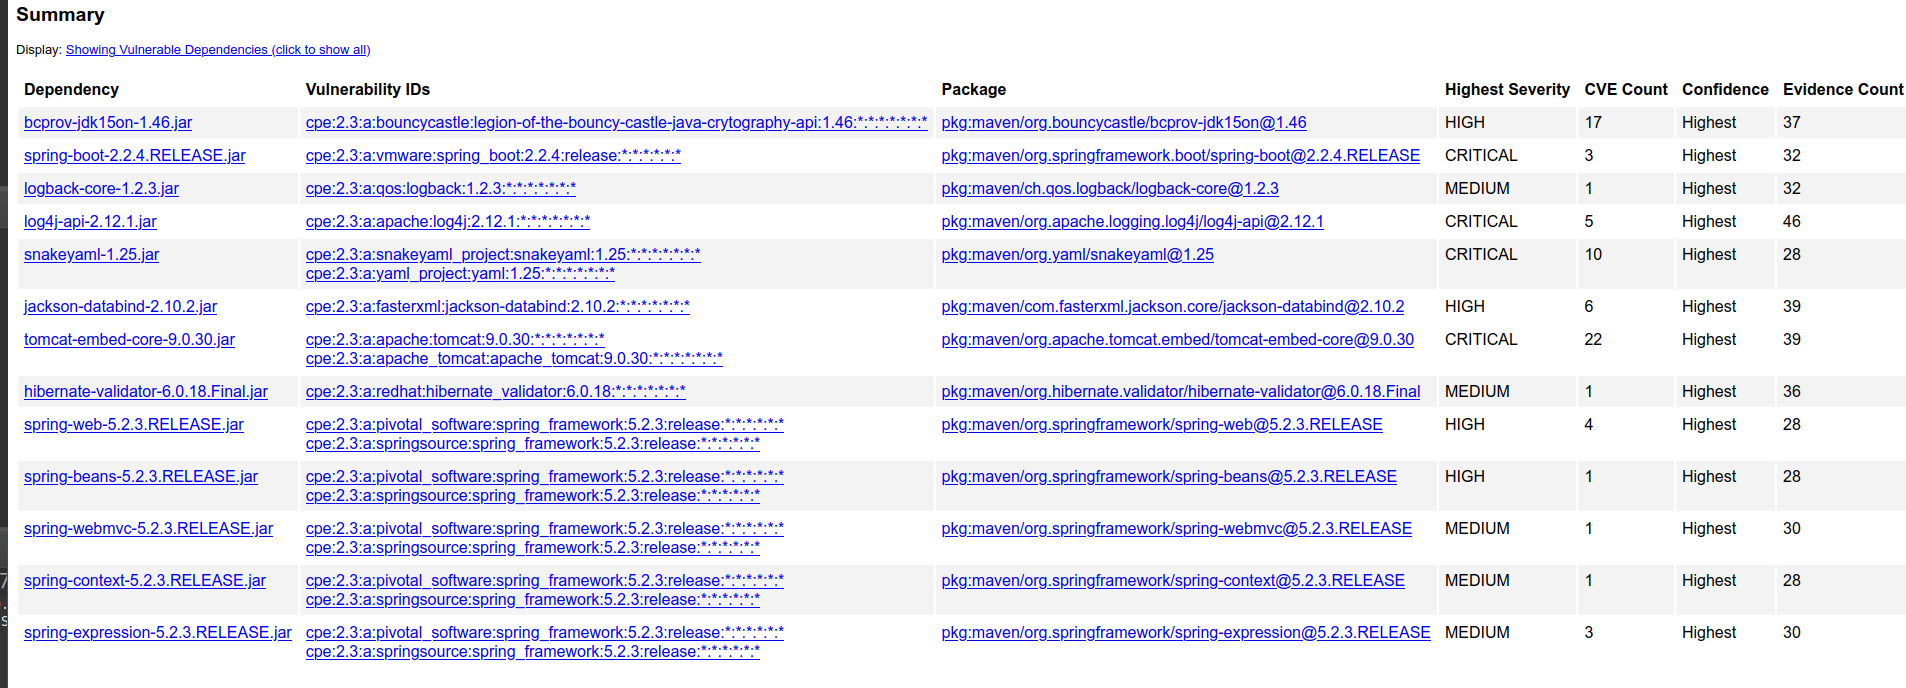 Summary
Display: Showing Vulnerable Dependencies (click to show all)
Dependency Vulnerability IDs Package Highest Severity CVE Count Confidence Evidence Count
bcprov-jdk15on-1.46.jar cpe:2.3:a:bouncycastle:legion-of-the-bouncy-castle-java-crytography-api:1.46:*:*:*:*:*:*:* pkg:maven/org.bouncycastle/bcprov-jdk15on@1.46 HIGH 17 Highest 37
spring-boot-2.2.4.RELEASE.jar cpe:2.3:a:vmware:spring_boot:2.2.4:release:*:*:*:*:*:* pkg:maven/org.springframework.boot/spring-boot@2.2.4.RELEASE CRITICAL 3 Highest 32
logback-core-1.2.3.jar cpe:2.3:a:qos:logback:1.2.3:*:*:*:*:*:*:* pkg:maven/ch.qos.logback/logback-core@1.2.3 MEDIUM 1 Highest 32
log4j-api-2.12.1.jar cpe:2.3:a:apache:log4j:2.12.1:*:*:*:*:*:*:* pkg:maven/org.apache.logging.log4j/log4j-api@2.12.1 CRITICAL 5 Highest 46
snakeyaml-1.25.jar cpe:2.3:a:snakeyaml_project:snakeyaml:1.25:*:*:*:*:*:*:* pkg:maven/org.yaml/snakeyaml@1.25 CRITICAL 10 Highest 28
cpe:2.3:a:yaml_project:yaml:1.25:*:*:*:*:*:*:*
jackson-databind-2.10.2.jar cpe:2.3:a:fasterxml:jackson-databind:2.10.2:*:*:*:*:*:*:* pkg:maven/com.fasterxml.jackson.core/jackson-databind@2.10.2 HIGH 6 Highest 39
tomcat-embed-core-9.0.30.jar cpe:2.3:a:apache:tomcat:9.0.30:*:*:*:*:*:*:* pkg:maven/org.apache.tomcat.embed/tomcat-embed-core@9.0.30 CRITICAL 22 Highest 39
cpe:2.3:a:apache_tomcat:apache_tomcat:9.0.30:*:*:*:*:*:*:*
hibernate-validator-6.0.18.Final.jar cpe:2.3:a:redhat:hibernate_validator:6.0.18:*:*:*:*:*:*:* pkg:maven/org.hibernate.validator/hibernate-validator@6.0.18.Final MEDIUM 1 Highest 36
spring-web-5.2.3.RELEASE.jar cpe:2.3:a:pivotal_software:spring_framework:5.2.3:release:*:*:*:*:*:* pkg:maven/org.springframework/spring-web@5.2.3.RELEASE HIGH 4 Highest 28
cpe:2.3:a:springsource:spring_framework:5.2.3:release:*:*:*:*:*:*
spring-beans-5.2.3.RELEASE.jar cpe:2.3:a:pivotal_software:spring_framework:5.2.3:release:*:*:*:*:*:* pkg:maven/org.springframework/spring-beans@5.2.3.RELEASE HIGH 1 Highest 28
cpe:2.3:a:springsource:spring_framework:5.2.3:release:*:*:*:*:*:*
spring-webmvc-5.2.3.RELEASE.jar cpe:2.3:a:pivotal_software:spring_framework:5.2.3:release:*:*:*:*:*:* pkg:maven/org.springframework/spring-webmvc@5.2.3.RELEASE MEDIUM 1 Highest 30
cpe:2.3:a:springsource:spring_framework:5.2.3:release:*:*:*:*:*:*
spring-context-5.2.3.RELEASE.jar cpe:2.3:a:pivotal_software:spring_framework:5.2.3:release:*:*:*:*:*:* pkg:maven/org.springframework/spring-context@5.2.3.RELEASE MEDIUM 1 Highest 28
cpe:2.3:a:springsource:spring_framework:5.2.3:release:*:*:*:*:*:*
spring-expression-5.2.3.RELEASE.jar cpe:2.3:a:pivotal_software:spring_framework:5.2.3:release:*:*:*:*:*:* pkg:maven/org.springframework/spring-expression@5.2.3.RELEASE MEDIUM 3 Highest 30
cpe:2.3:a:springsource:spring_framework:5.2.3:release:*:*:*:*:*:*